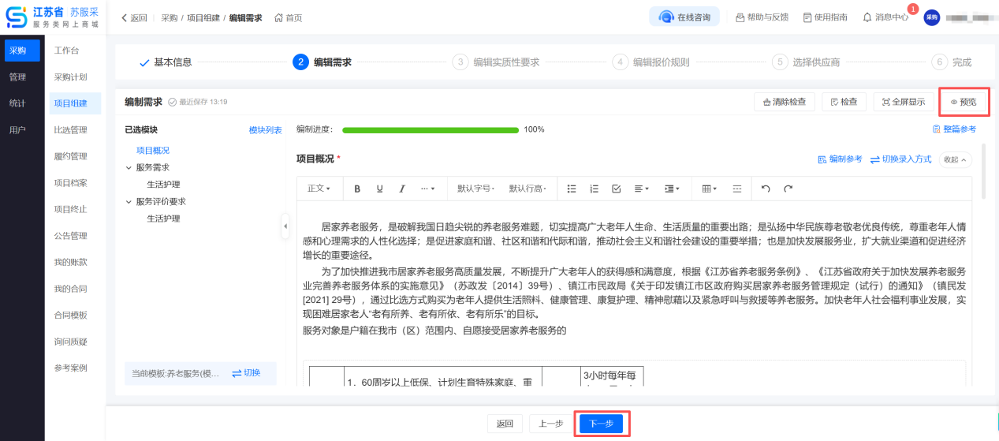 江苏省 苏服采
服务类网上商城
返回 采购 / 项目组建 / 编辑需求 首页
在线咨询 帮助与反馈 使用指南 消息中心 1 采购
采购
管理
统计
用户
工作台
采购计划
项目组建
比选管理
履约管理
项目档案
项目终止
公告管理
我的账款
我的合同
合同模板
询问质疑
参考案例
基本信息 2 编辑需求 3 编辑实质性要求 4 编辑报价规则 5 选择供应商 6 完成
编制需求 最近保存 13:19 清除检查 检查 全屏显示 预览
已选模块 模块列表
项目概况
服务需求
生活护理
服务评价要求
生活护理
当前模板:养老服务(模... 切换
编制进度: 100% 整篇参考
项目概况 * 编制参考 切换录入方式 收起
正文 B U I ··· 默认字号 默认行高
居家养老服务，是破解我国日趋尖锐的养老服务难题，切实提高广大老年人生命、生活质量的重要出路；是弘扬中华民族尊老敬老优良传统，尊重老年人情
感和心理需求的人性化选择；是促进家庭和谐、社区和谐和代际和谐，推动社会主义和谐社会建设的重要举措；也是加快发展服务业，扩大就业渠道和促进经济
增长的重要途径。
为了加快推进我市居家养老服务高质量发展，不断提升广大老年人的获得感和满意度，根据《江苏省养老服务条例》、《江苏省政府关于加快发展养老服务
业完善养老服务体系的实施意见》（苏政发〔2014〕39号）、镇江市民政局《关于印发镇江市区政府购买居家养老服务管理规定（试行）的通知》（镇民发
[2021] 29号），通过比选方式购买为老年人提供生活照料、健康管理、康复护理、精神慰藉以及紧急呼叫与救援等养老服务。加快老年人社会福利事业发展，实
现困难居家老人“老有所养、老有所依、老有所乐”的目标。
服务对象是户籍在我市（区）范围内、自愿接受居家养老服务的
3小时每年每
1，60周岁以上低保、计划生育特殊家庭、重
返回 上一步 下一步